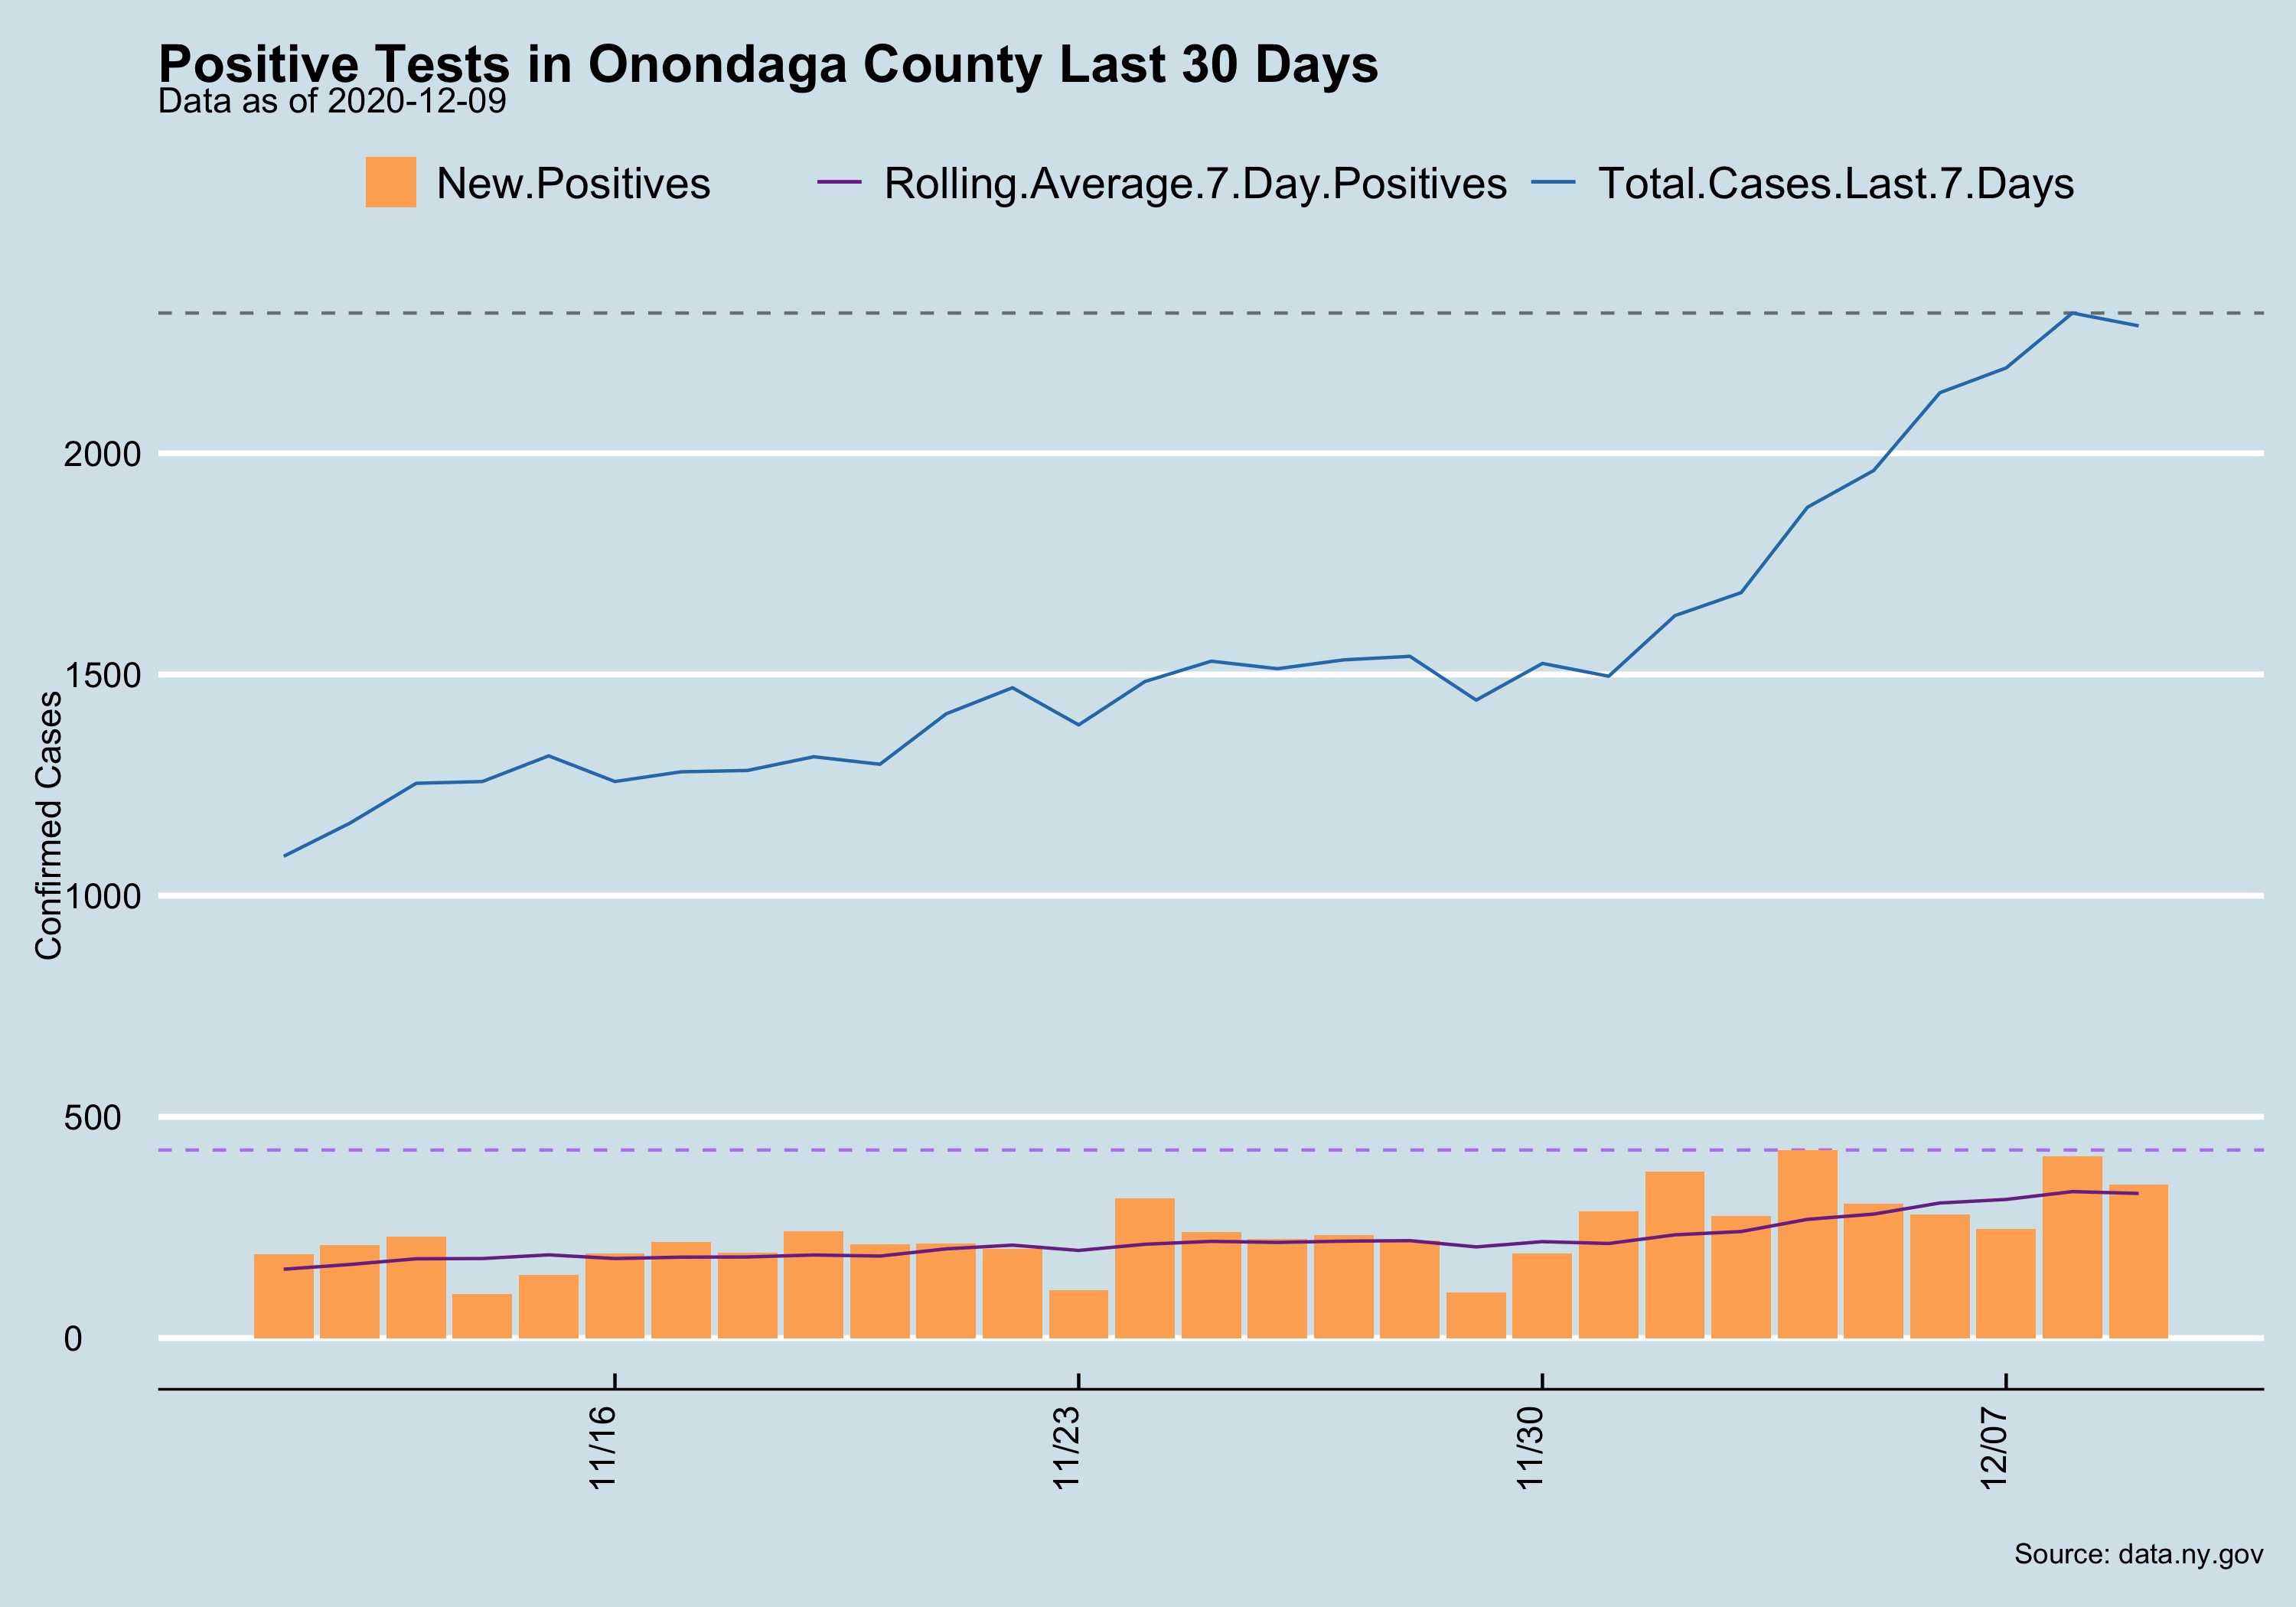 Positive Tests in Onondaga County Last 30 Days
Data as of 2020-12-09
New.Positives
Rolling.Average.7.Day.Positives
Total.Cases.Last.7.Days
Confirmed Cases
2000
1500
1000
500
0
11/16
11/23
11/30
12/07
Source: data.ny.gov